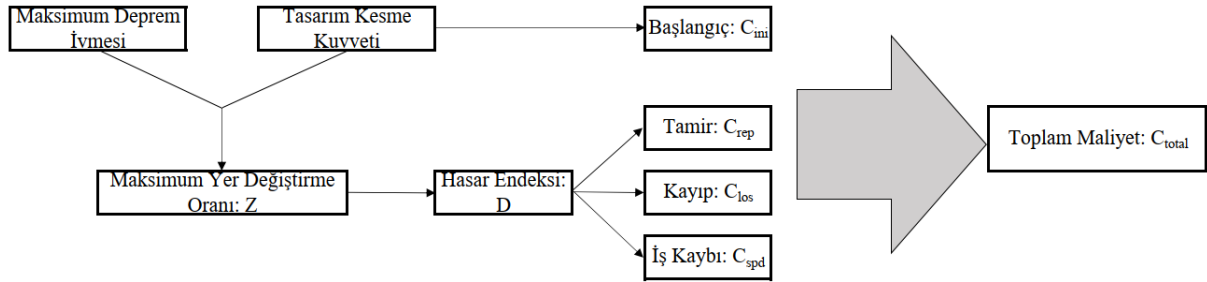 Maksimum Deprem
İvmesi
Tasarım Kesme
Kuvveti
Başlangıç: Cini
Tamir: Crep
Toplam Maliyet: Ctotal
Maksimum Yer Değiştirme
Oranı: Z
Hasar Endeksi:
D
Kayıp: Clos
İş Kaybı: Cspd